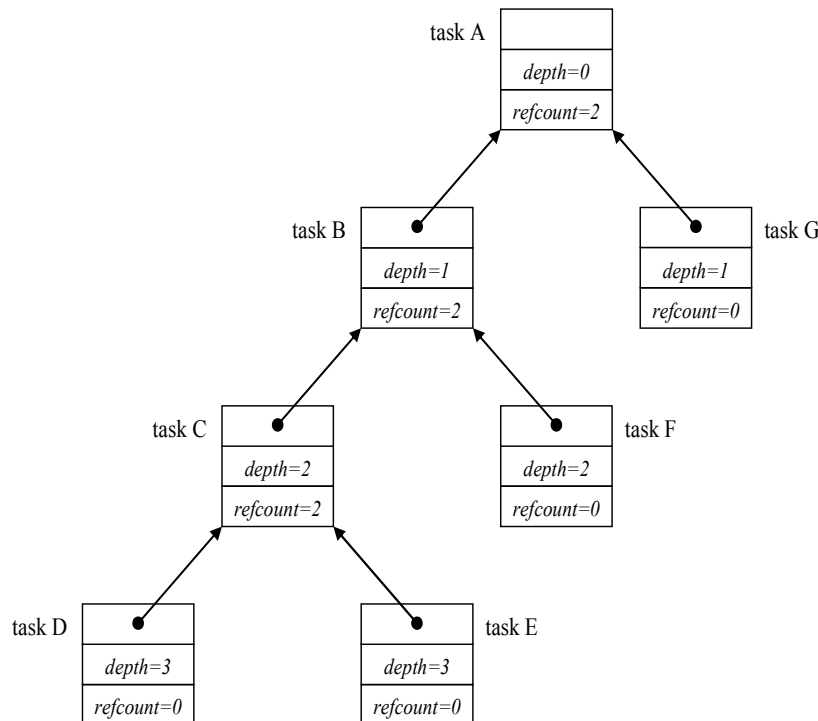 task A
depth=0
refcount=2
task B
depth=1
refcount=2
task G
depth=1
refcount=0
task C
depth=2
refcount=2
task F
depth=2
refcount=0
task D
depth=3
refcount=0
task E
depth=3
refcount=0